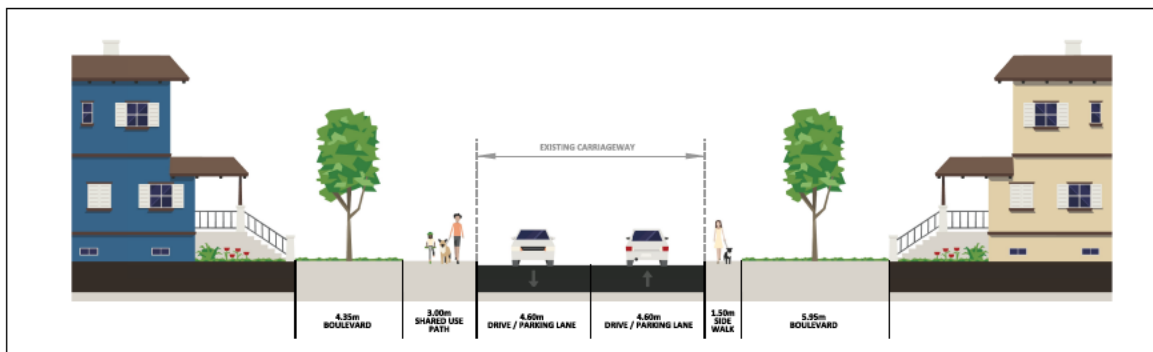 EXISTING CARRIAGEWAY
4.35m
BOULEVARD
3.00m
SHARED USE
PATH
4.60m
DRIVE / PARKING LANE
4.60m
DRIVE / PARKING LANE
1.50m
SIDE
WALK
5.95m
BOULEVARD